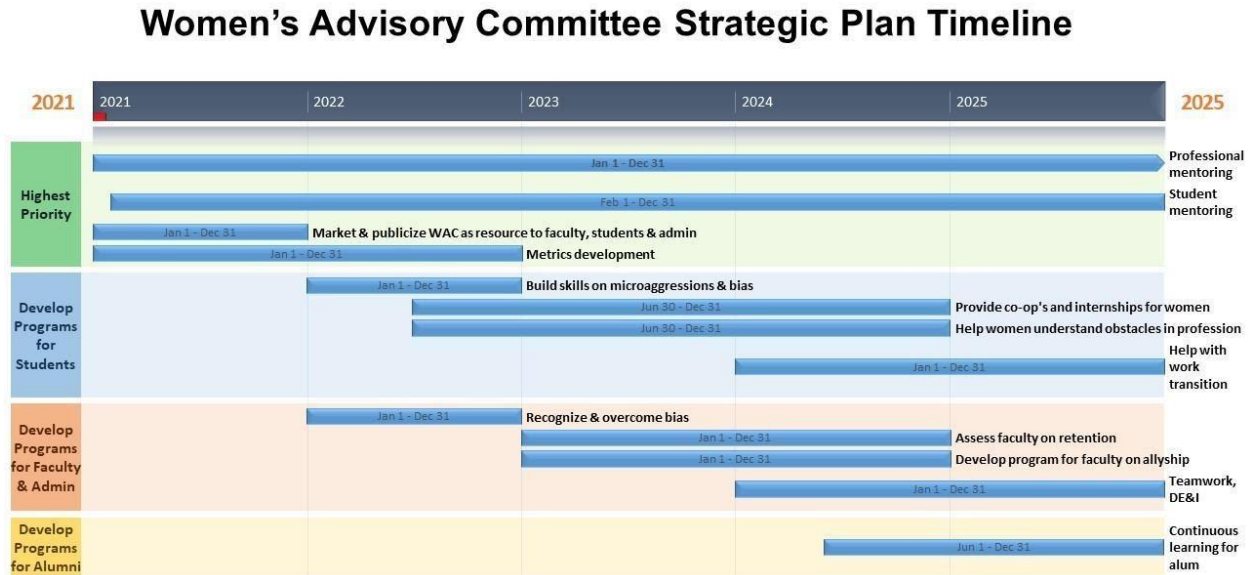 Women’s Advisory Committee Strategic Plan Timeline
2021
2021
2022
2023
2024
2025
2025
Highest
Priority
Jan 1 - Dec 31
Professional
mentoring
Feb 1 - Dec 31
Student
mentoring
Jan 1 - Dec 31
Market & publicize WAC as resource to faculty, students & admin
Jan 1 - Dec 31
Metrics development
Develop
Programs
for
Students
Jan 1 - Dec 31
Build skills on microaggressions & bias
Jun 30 - Dec 31
Provide co-op's and internships for women
Jun 30 - Dec 31
Help women understand obstacles in profession
Jan 1 - Dec 31
Help with
work
transition
Develop
Programs
for Faculty
& Admin
Jan 1 - Dec 31
Recognize & overcome bias
Jan 1 - Dec 31
Assess faculty on retention
Jan 1 - Dec 31
Develop program for faculty on allyship
Jan 1 - Dec 31
Teamwork,
DE&I
Develop
Programs
for Alumni
Jun 1 - Dec 31
Continuous
learning for
alum